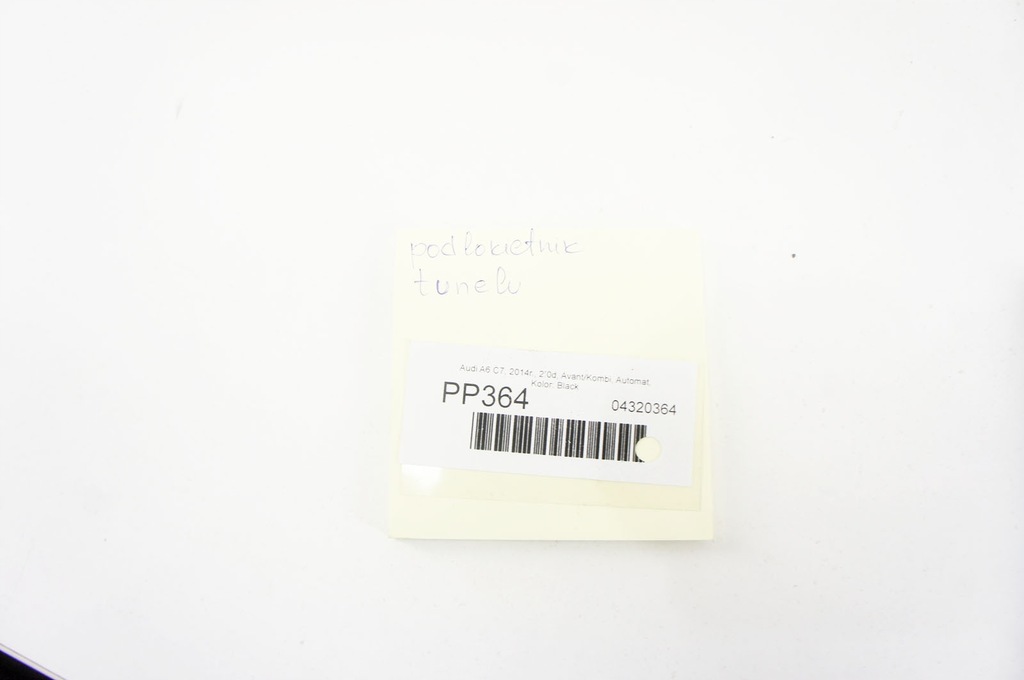 podłokietnik
tunelu
Audi A6 C7, 2014r., 2.0d, Avant/Kombi, Automat,
Kolor: Black
PP364
04320364